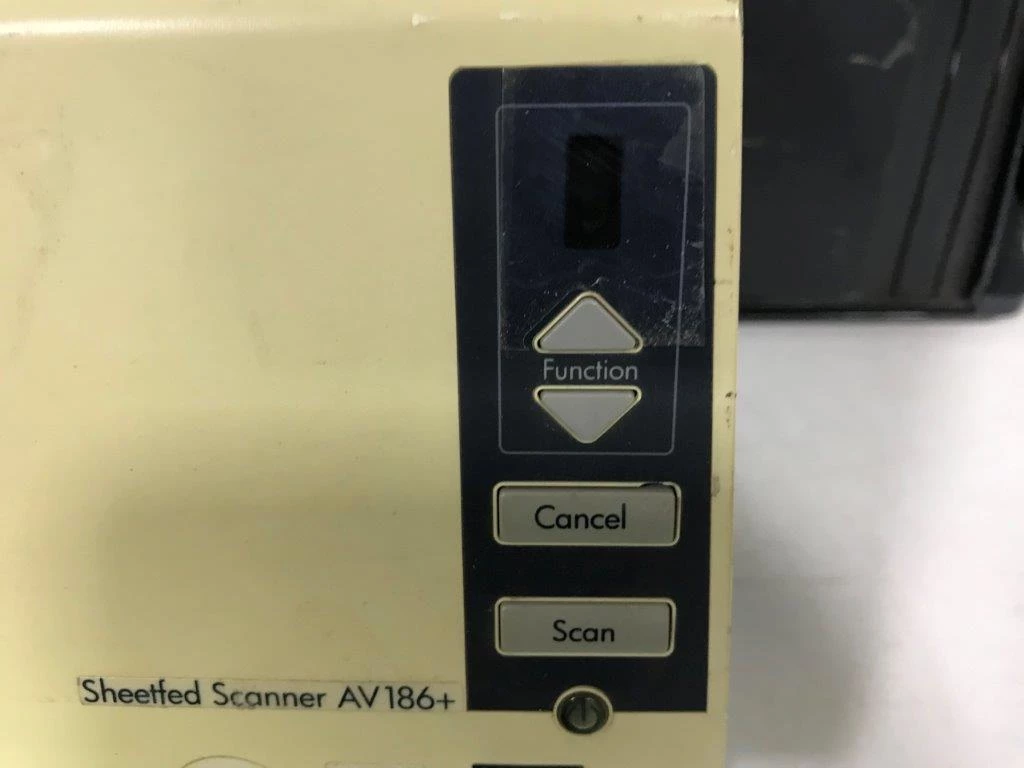 Function
Cancel
Scan
Sheetfed Scanner AV186+